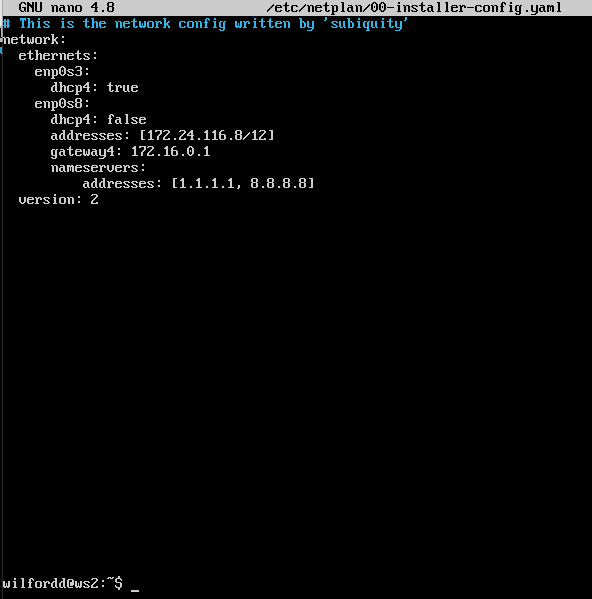 GNU nano 4.8 /etc/netplan/00-installer-config.yaml
# This is the network config written by 'subiquity'
network:
  ethernets:
    enp0s3:
      dhcp4: true
    enp0s8:
      dhcp4: false
      addresses: [172.24.116.8/12]
      gateway4: 172.16.0.1
      nameservers:
          addresses: [1.1.1.1, 8.8.8.8]
  version: 2
wilfordd@ws2:~$ _